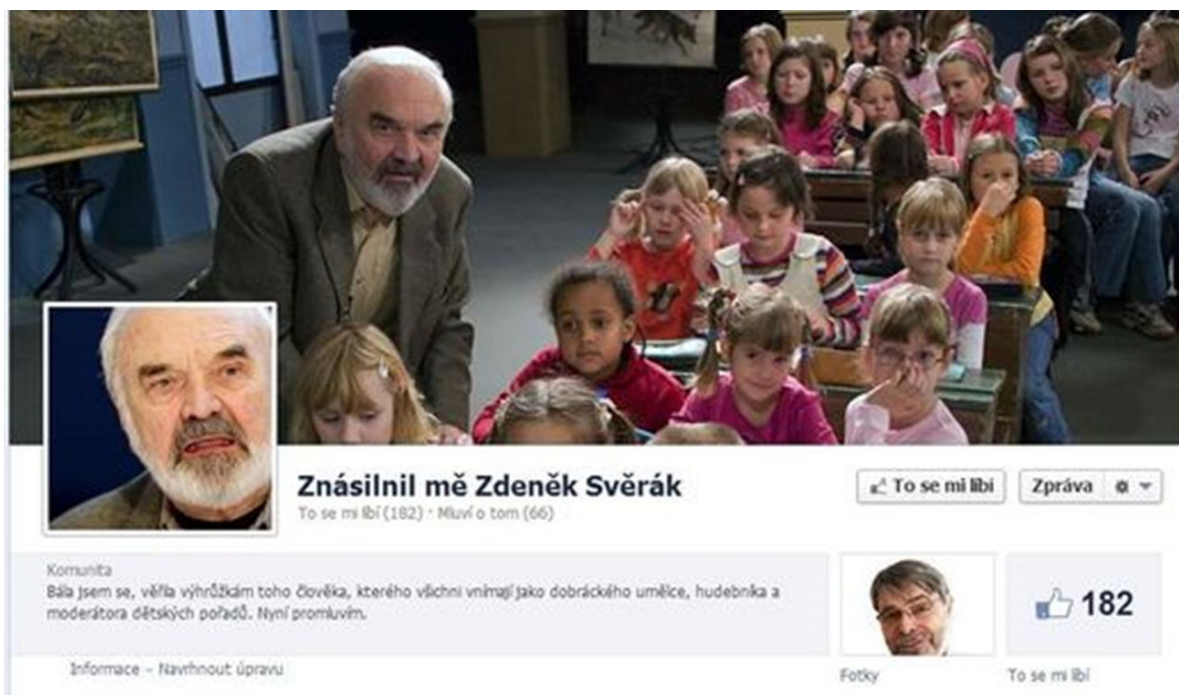 Znásilnil mě Zdeněk Svěrák
To se mi líbí (182) · Mluví o tom (66)
To se mi líbí
Zpráva
Komunita
Bála jsem se, věřila výhrůžkám toho člověka, kterého všichni vnímají jako dobráckého umělce, hudebníka a
moderátora dětských pořadů. Nyní promluvím.
182
Informace – Navrhnout úpravu
Fotky
To se mi líbí